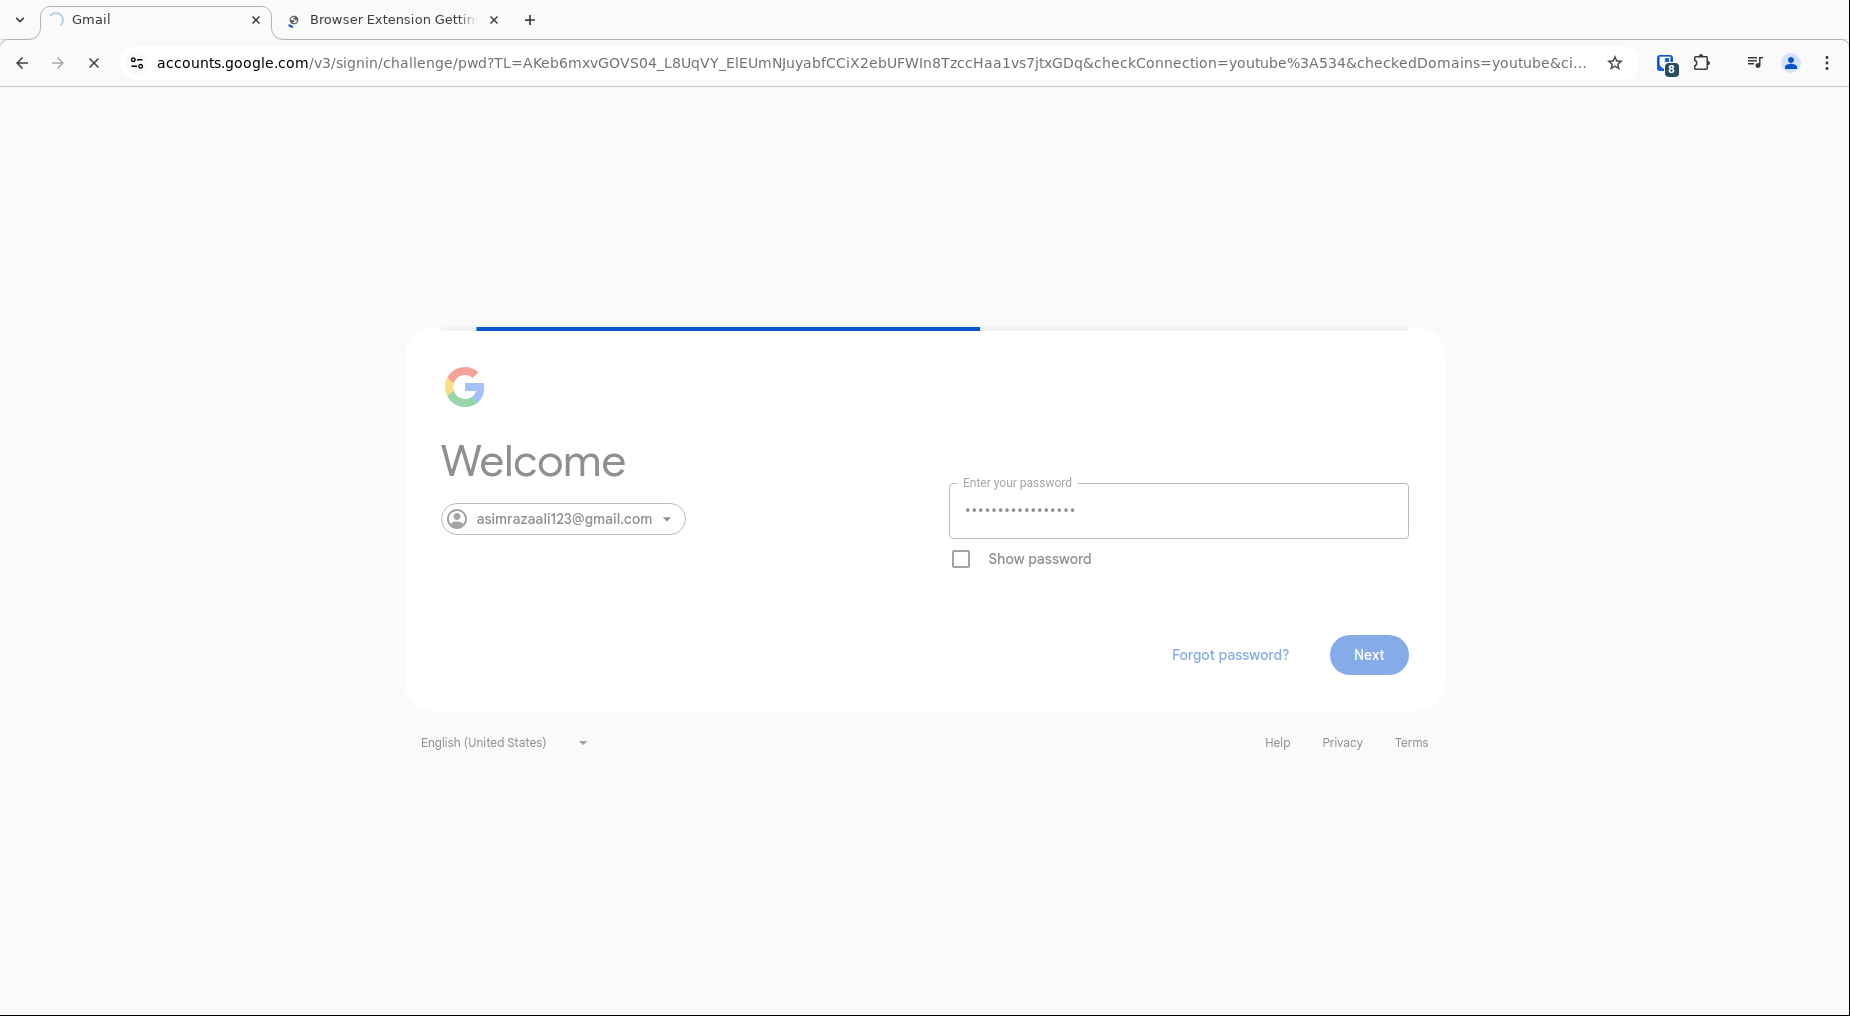 Gmail
Browser Extension Gettin
accounts.google.com/v3/signin/challenge/pwd?TL=AKeb6mxvGOVS04_L8UqVY_ElEUmNJuyabfCCiX2ebUFWIn8TzccHaa1vs7jtxGDq&checkConnection=youtube%3A534&checkedDomains=youtube&ci...
8
Welcome
asimrazaali123@gmail.com
Enter your password
•••••••••••••••••
Show password
Forgot password?
Next
English (United States)
Help
Privacy
Terms